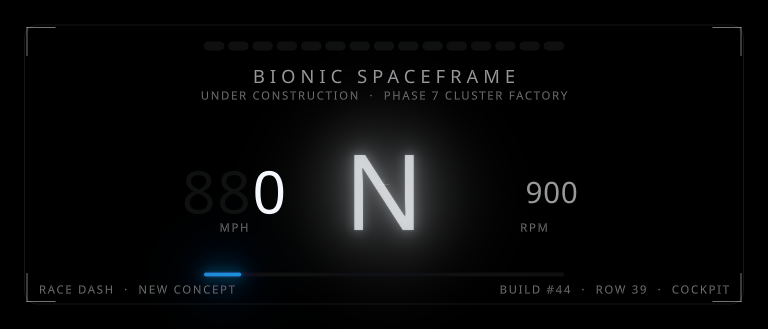 BIONIC SPACEFRAME
UNDER CONSTRUCTION · PHASE 7 CLUSTER FACTORY
880 N 900
MPH RPM
RACE DASH · NEW CONCEPT BUILD #44 · ROW 39 · COCKPIT